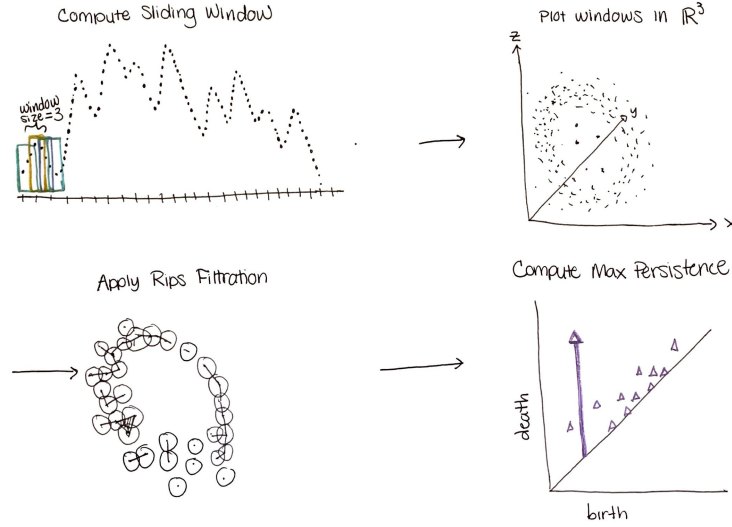 Compute Sliding Window
window
size=3
Plot windows in ℝ³
z
y
x
Apply Rips Filtration
Compute Max Persistence
death
birth